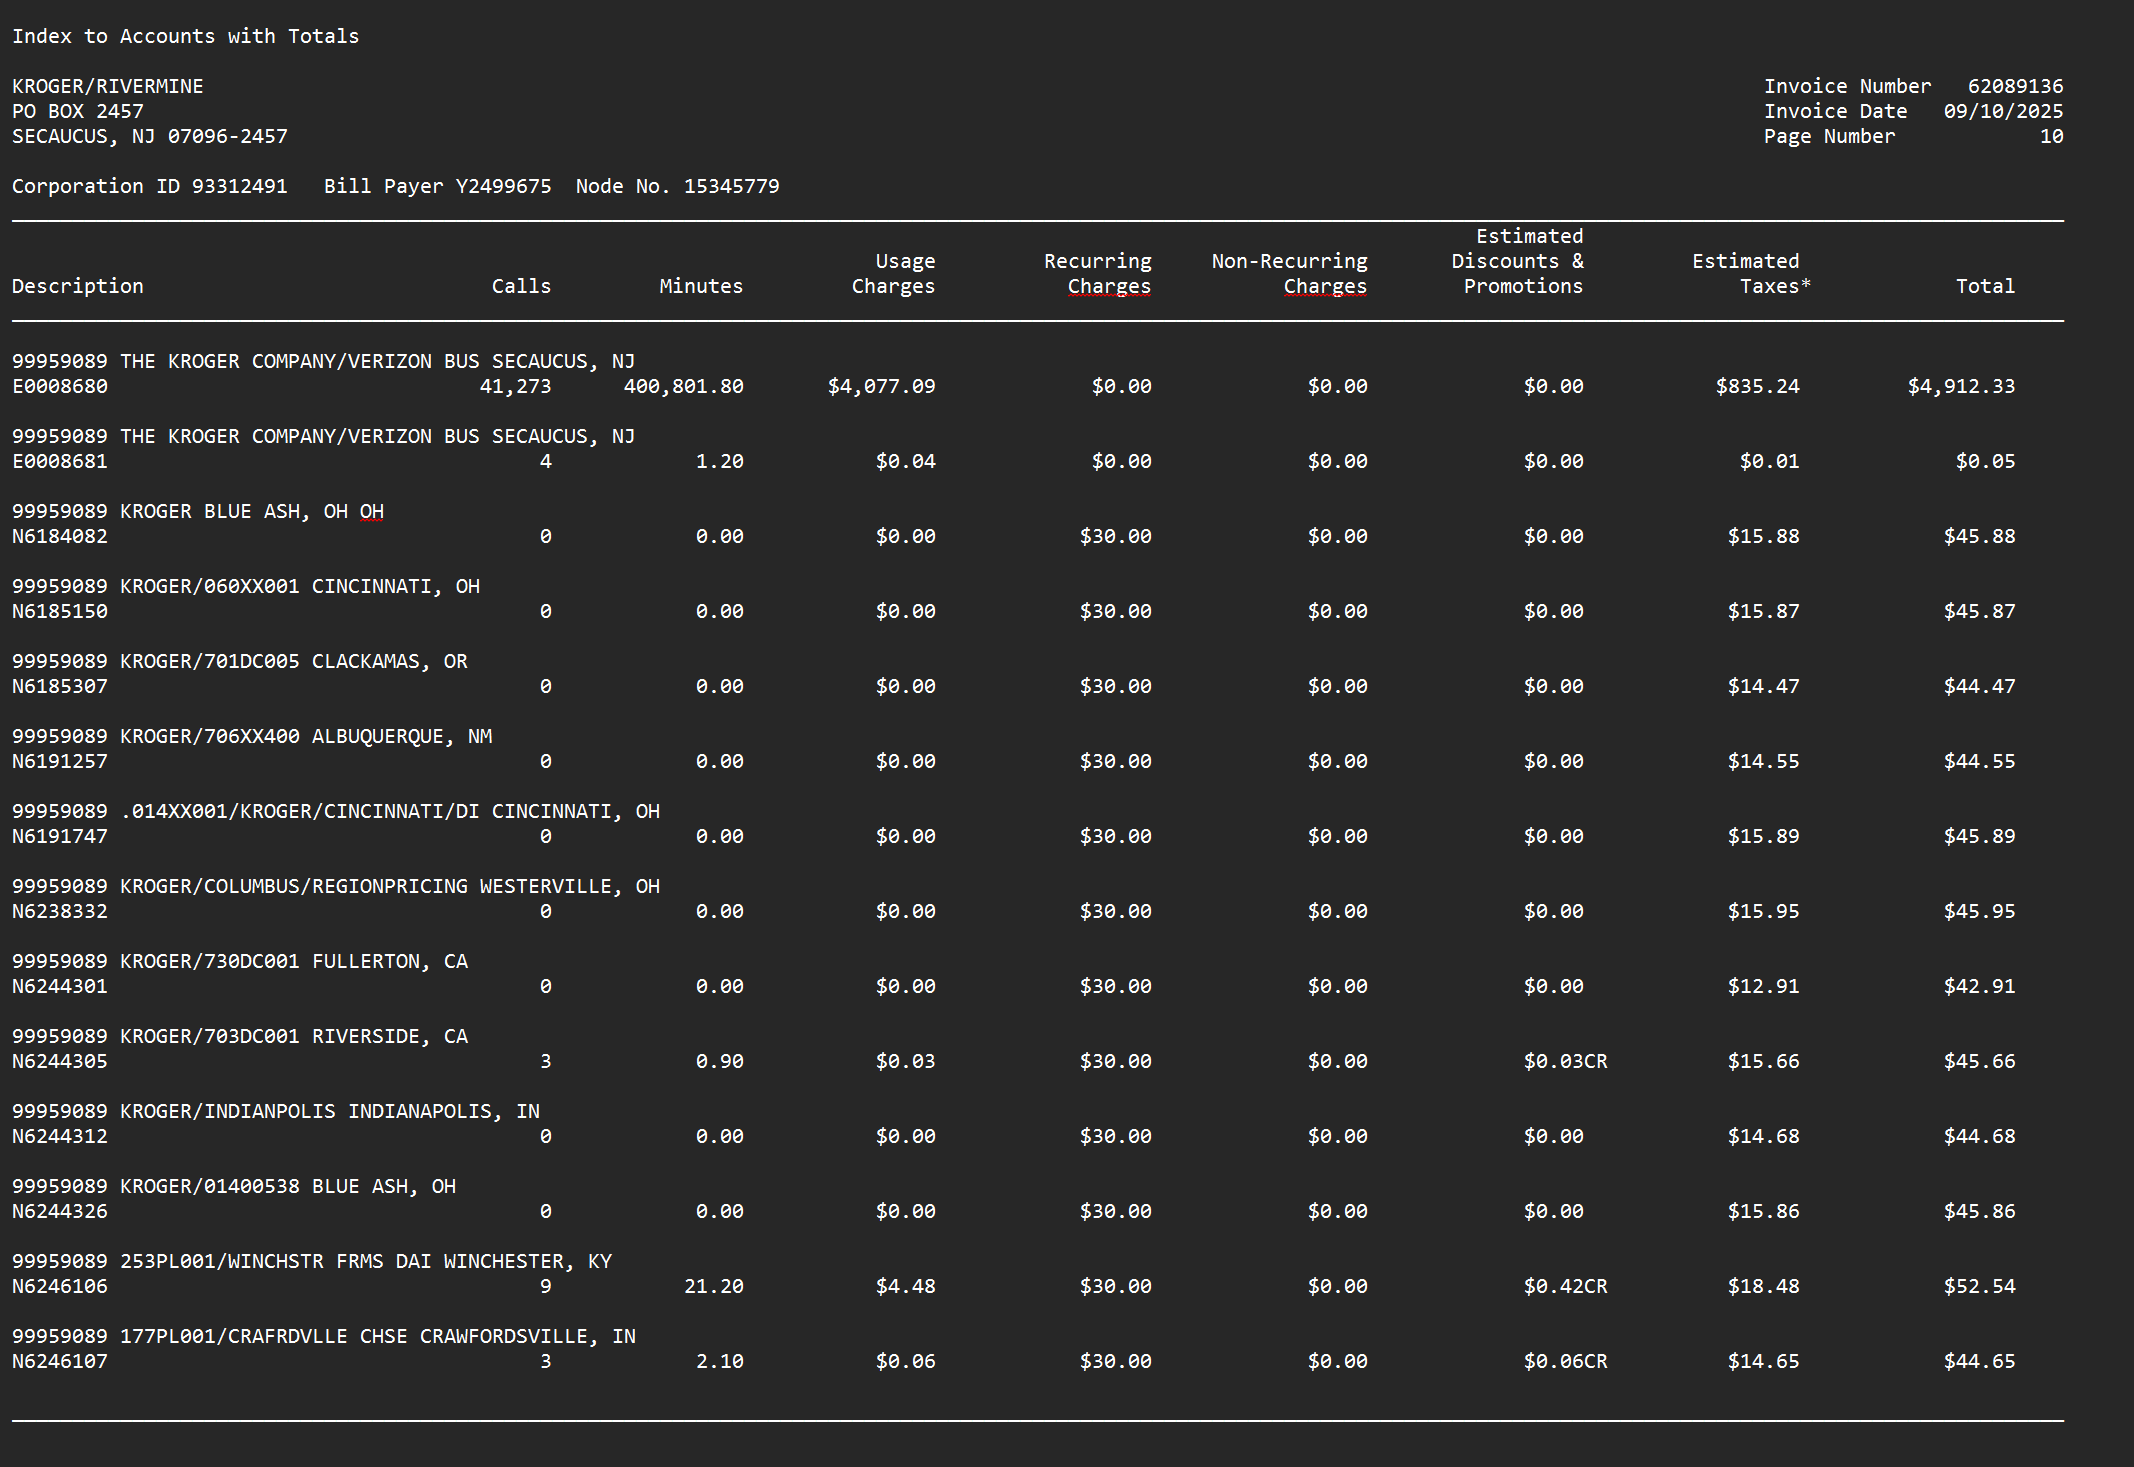 Index to Accounts with Totals
KROGER/RIVERMINE Invoice Number 62089136
PO BOX 2457 Invoice Date 09/10/2025
SECAUCUS, NJ 07096-2457 Page Number 10
Corporation ID 93312491 Bill Payer Y2499675 Node No. 15345779
Estimated
Usage Recurring Non-Recurring Discounts & Estimated
Description Calls Minutes Charges Charges Charges Promotions Taxes* Total
99959089 THE KROGER COMPANY/VERIZON BUS SECAUCUS, NJ
E0008680 41,273 400,801.80 $4,077.09 $0.00 $0.00 $0.00 $835.24 $4,912.33
99959089 THE KROGER COMPANY/VERIZON BUS SECAUCUS, NJ
E0008681 4 1.20 $0.04 $0.00 $0.00 $0.00 $0.01 $0.05
99959089 KROGER BLUE ASH, OH OH
N6184082 0 0.00 $0.00 $30.00 $0.00 $0.00 $15.88 $45.88
99959089 KROGER/060XX001 CINCINNATI, OH
N6185150 0 0.00 $0.00 $30.00 $0.00 $0.00 $15.87 $45.87
99959089 KROGER/701DC005 CLACKAMAS, OR
N6185307 0 0.00 $0.00 $30.00 $0.00 $0.00 $14.47 $44.47
99959089 KROGER/706XX400 ALBUQUERQUE, NM
N6191257 0 0.00 $0.00 $30.00 $0.00 $0.00 $14.55 $44.55
99959089 .014XX001/KROGER/CINCINNATI/DI CINCINNATI, OH
N6191747 0 0.00 $0.00 $30.00 $0.00 $0.00 $15.89 $45.89
99959089 KROGER/COLUMBUS/REGIONPRICING WESTERVILLE, OH
N6238332 0 0.00 $0.00 $30.00 $0.00 $0.00 $15.95 $45.95
99959089 KROGER/730DC001 FULLERTON, CA
N6244301 0 0.00 $0.00 $30.00 $0.00 $0.00 $12.91 $42.91
99959089 KROGER/703DC001 RIVERSIDE, CA
N6244305 3 0.90 $0.03 $30.00 $0.00 $0.03CR $15.66 $45.66
99959089 KROGER/INDIANPOLIS INDIANAPOLIS, IN
N6244312 0 0.00 $0.00 $30.00 $0.00 $0.00 $14.68 $44.68
99959089 KROGER/01400538 BLUE ASH, OH
N6244326 0 0.00 $0.00 $30.00 $0.00 $0.00 $15.86 $45.86
99959089 253PL001/WINCHSTR FRMS DAI WINCHESTER, KY
N6246106 9 21.20 $4.48 $30.00 $0.00 $0.42CR $18.48 $52.54
99959089 177PL001/CRAFRDVLLE CHSE CRAWFORDSVILLE, IN
N6246107 3 2.10 $0.06 $30.00 $0.00 $0.06CR $14.65 $44.65